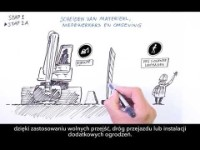 STAP 1
STAP 2A
SCHEIDEN VAN MATERIEEL,
MEDEWERKERS EN OMGEVING
dzięki zastosowaniu wolnych przejść, dróg przejazdu lub instalacji
dodatkowych ogrodzeń.